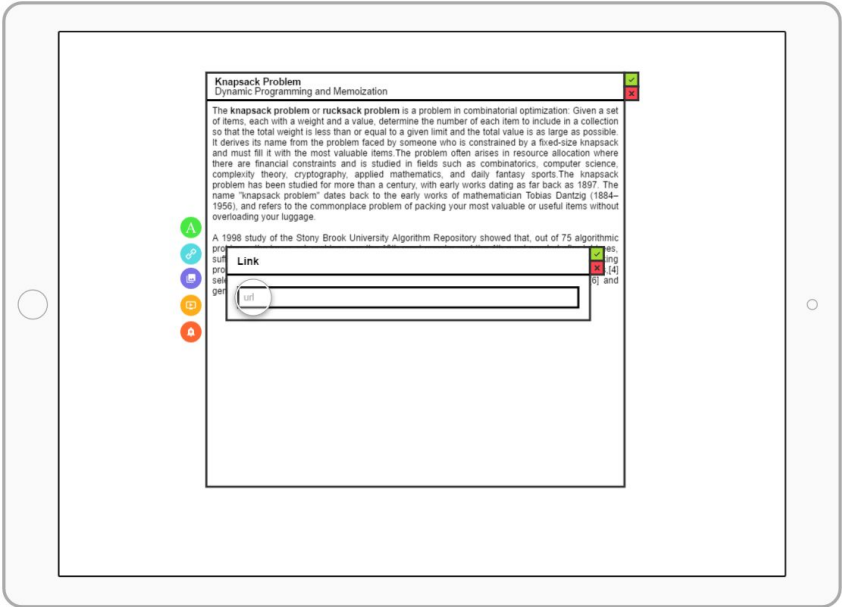 Knapsack Problem
Dynamic Programming and Memoization
The knapsack problem or rucksack problem is a problem in combinatorial optimization: Given a set
of items, each with a weight and a value, determine the number of each item to include in a collection
so that the total weight is less than or equal to a given limit and the total value is as large as possible.
It derives its name from the problem faced by someone who is constrained by a fixed-size knapsack
and must fill it with the most valuable items.The problem often arises in resource allocation where
there are financial constraints and is studied in fields such as combinatorics, computer science,
complexity theory, cryptography, applied mathematics, and daily fantasy sports.The knapsack
problem has been studied for more than a century, with early works dating as far back as 1897. The
name "knapsack problem" dates back to the early works of mathematician Tobias Dantzig (1884–
1956), and refers to the commonplace problem of packing your most valuable or useful items without
overloading your luggage.
A
A 1998 study of the Stony Brook University Algorithm Repository showed that, out of 75 algorithmic
Link
,[4]
6] and
url